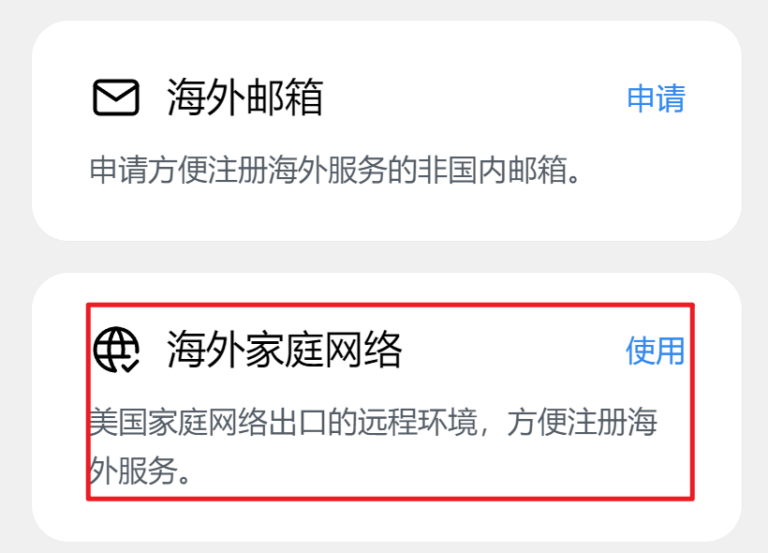 海外邮箱
申请
申请方便注册海外服务的非国内邮箱。
海外家庭网络
使用
美国家庭网络出口的远程环境，方便注册海
外服务。